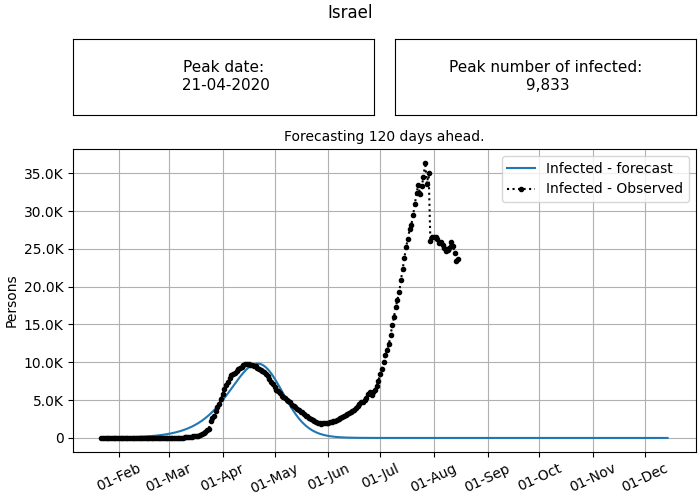 Israel
Peak date:
21-04-2020
Peak number of infected:
9,833
Forecasting 120 days ahead.
Infected - forecast
Infected - Observed
35.0K
30.0K
25.0K
20.0K
15.0K
10.0K
5.0K
0
Persons
01-Feb
01-Mar
01-Apr
01-May
01-Jun
01-Jul
01-Aug
01-Sep
01-Oct
01-Nov
01-Dec